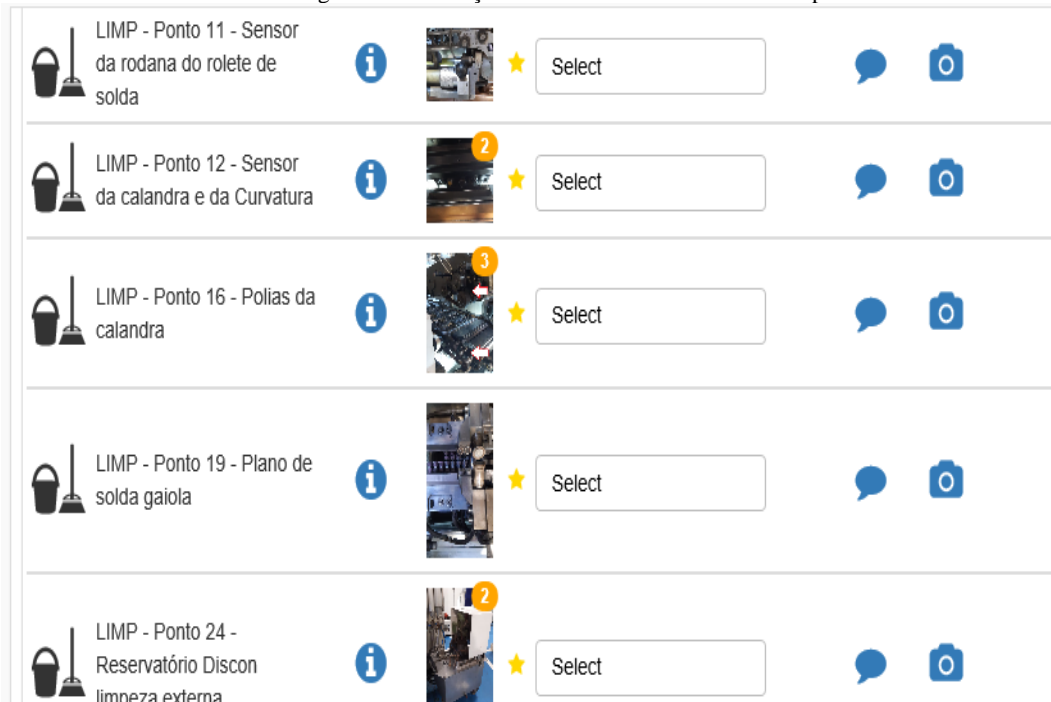 LIMP - Ponto 11 - Sensor
da rodana do rolete de
solda
Select
LIMP - Ponto 12 - Sensor
da calandra e da Curvatura
2
Select
LIMP - Ponto 16 - Polias da
calandra
3
Select
LIMP - Ponto 19 - Plano de
solda gaiola
Select
LIMP - Ponto 24 -
Reservatório Discon
limpeza externa
2
Select